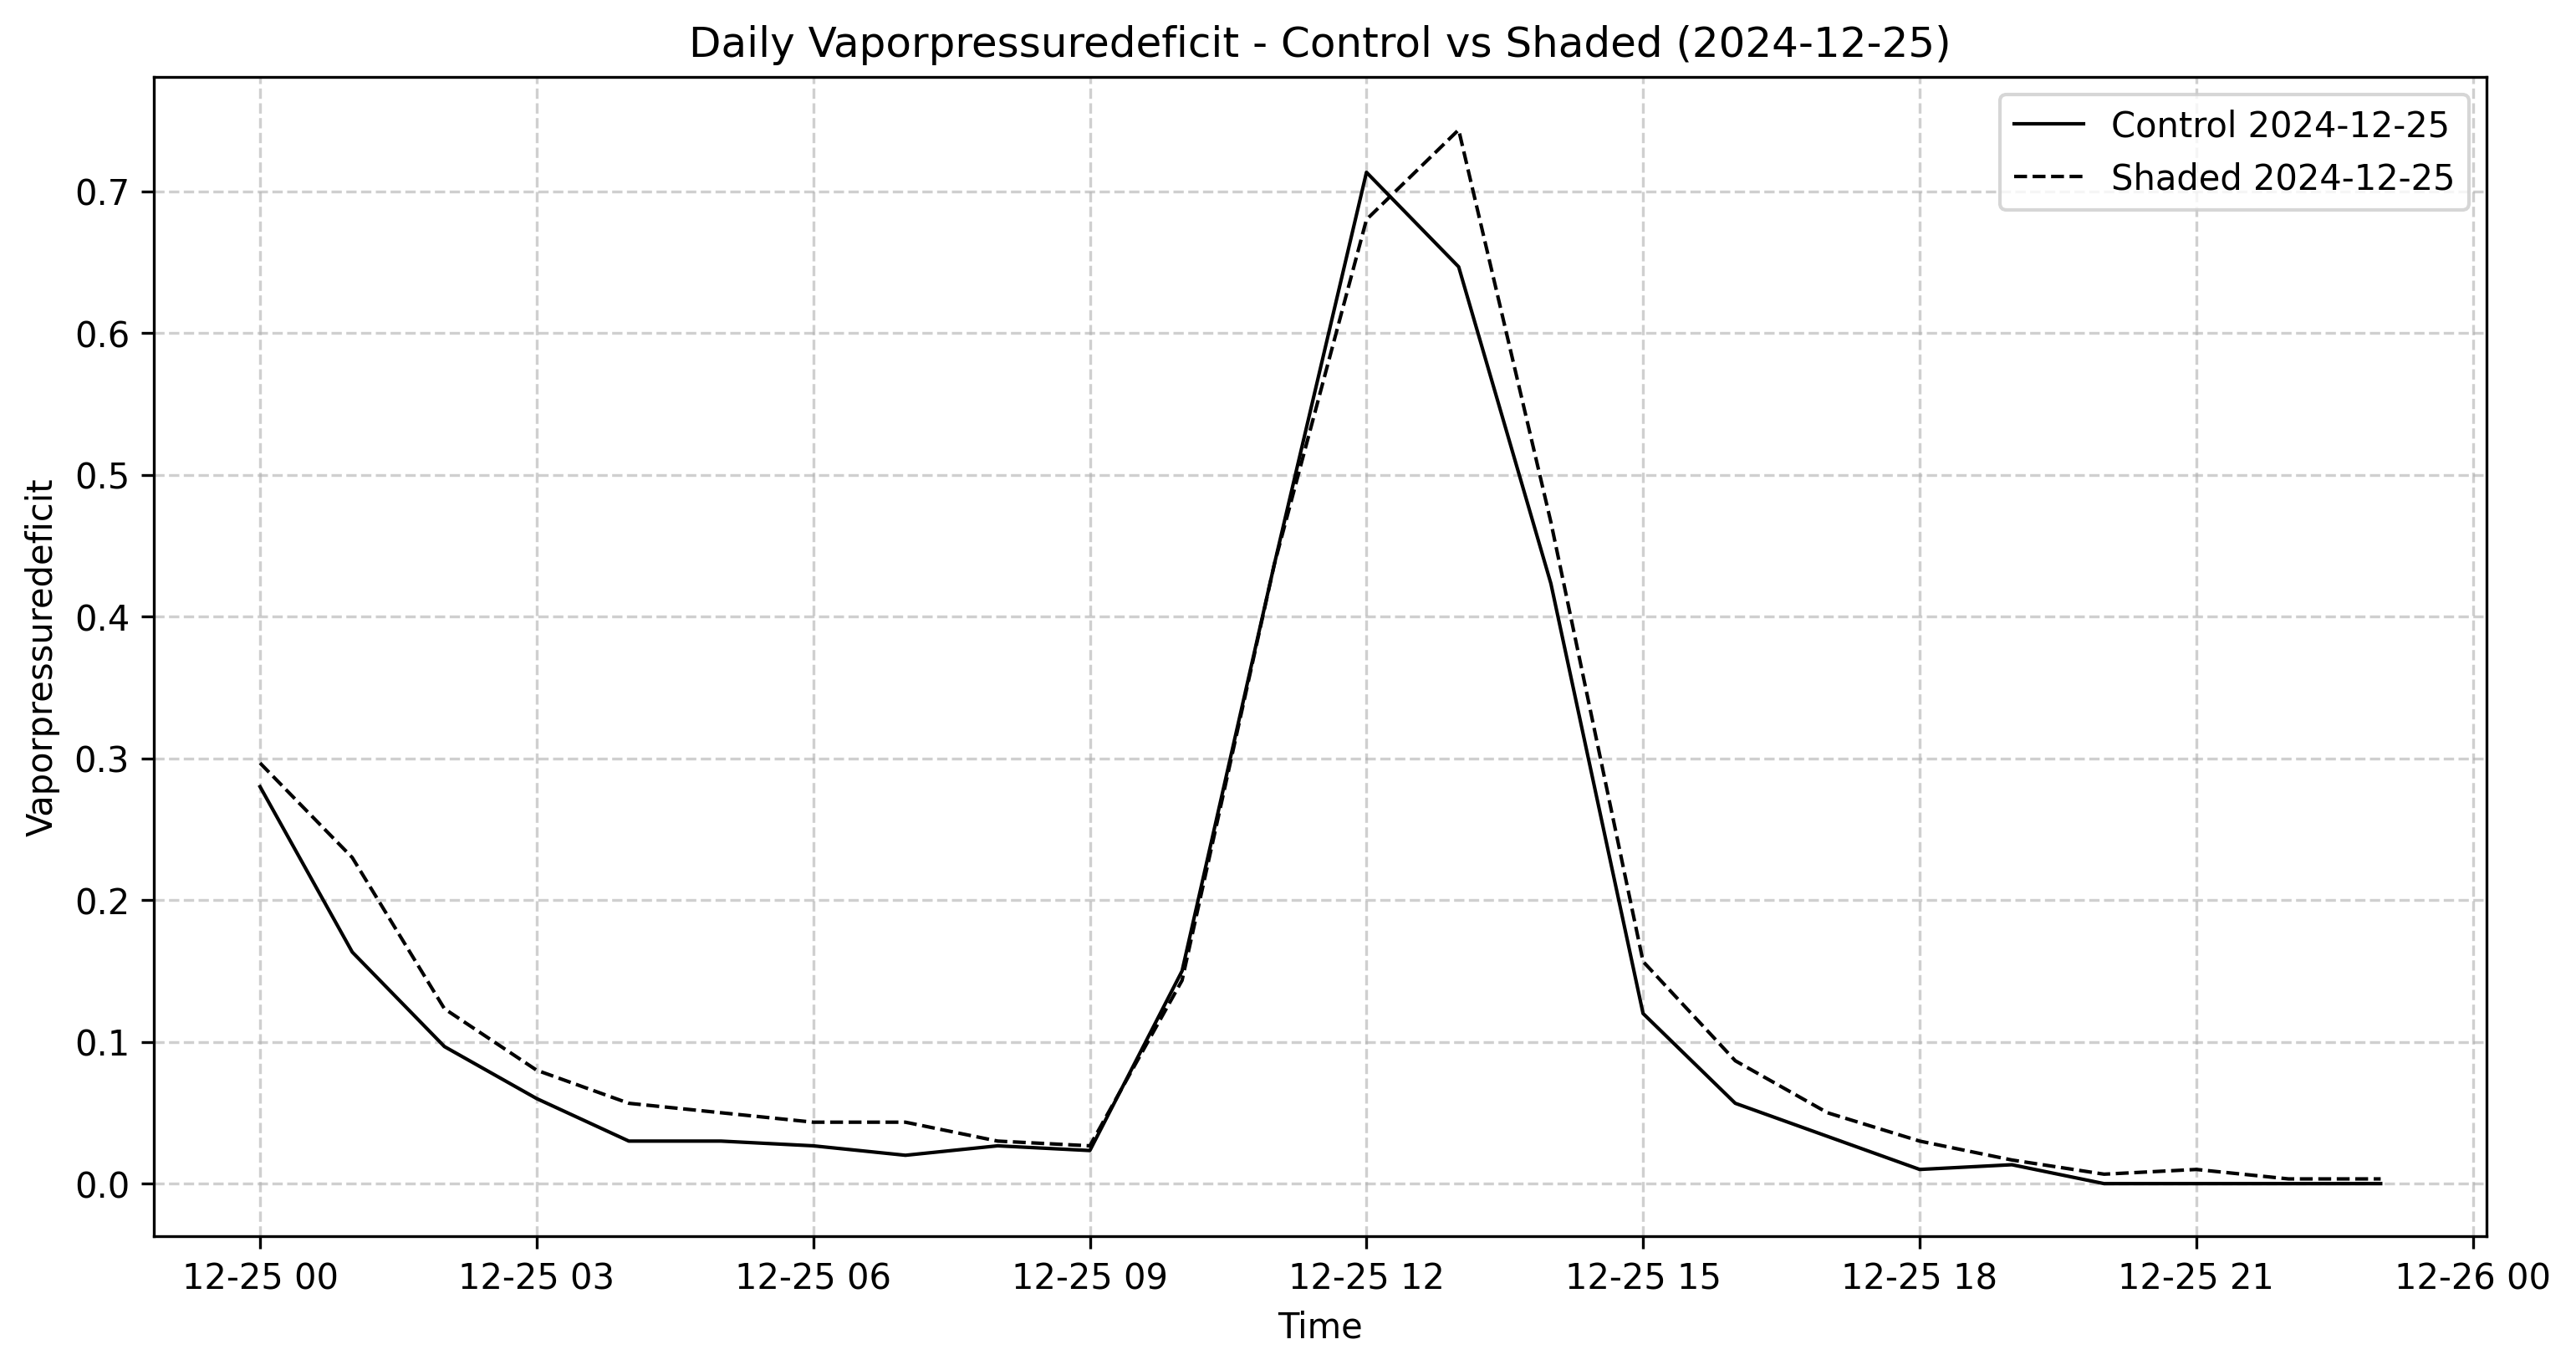 Daily Vaporpressuredeficit - Control vs Shaded (2024-12-25)
Control 2024-12-25
Shaded 2024-12-25
Vaporpressuredeficit
0.7
0.6
0.5
0.4
0.3
0.2
0.1
0.0
12-25 00 12-25 03 12-25 06 12-25 09 12-25 12 12-25 15 12-25 18 12-25 21 12-26 00
Time